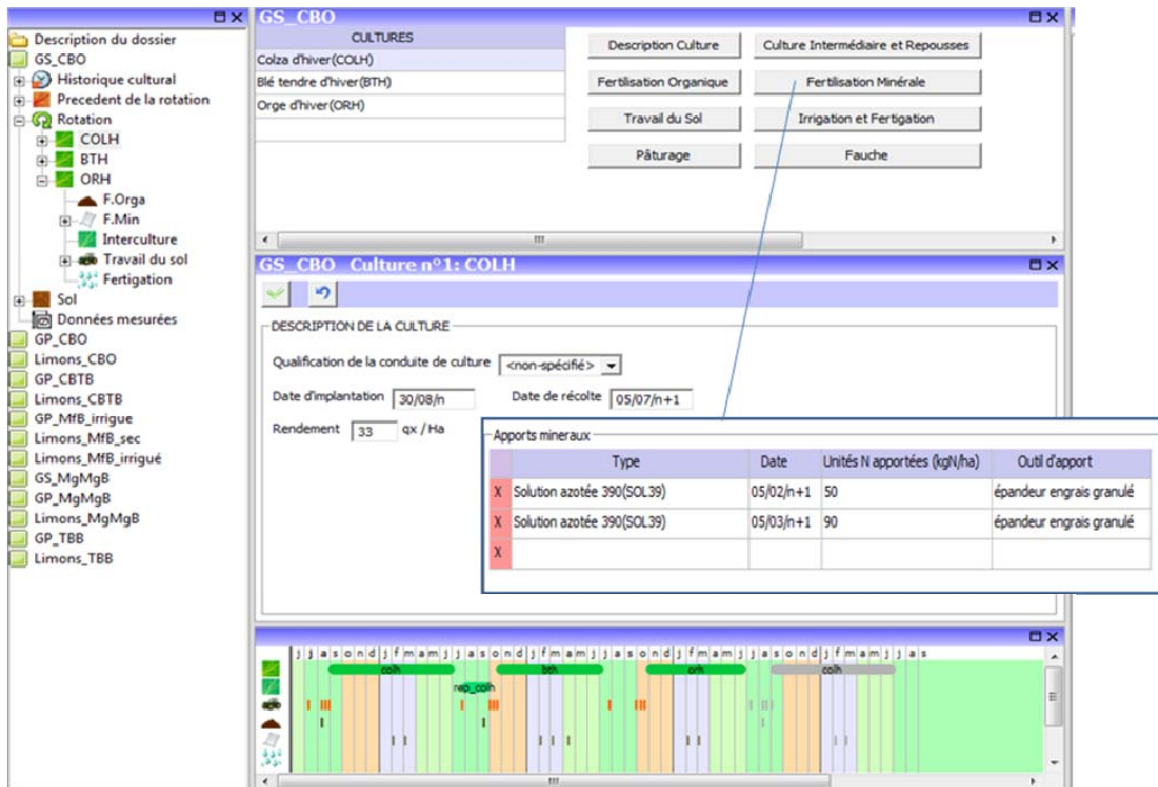 Description du dossier
GS_CBO
Historique cultural
Precedent de la rotation
Rotation
COLH
BTH
ORH
F.Orga
F.Min
Interculture
Travail du sol
Fertigation
Sol
Données mesurées
GP_CBO
Limons_CBO
GP_CBTB
Limons_CBTB
GP_MfB_irrigue
Limons_MfB_sec
Limons_MfB_irrigué
GS_MgMgB
GP_MgMgB
Limons_MgMgB
GP_TBB
Limons_TBB
GS_CBO
CULTURES
Colza d'hiver(COLH)
Blé tendre d'hiver(BTH)
Orge d'hiver(ORH)
Description Culture Culture Intermédiaire et Repousses
Fertilisation Organique Fertilisation Minérale
Travail du Sol Irrigation et Fertigation
Pâturage Fauche
GS_CBO Culture n°1: COLH
DESCRIPTION DE LA CULTURE
Qualification de la conduite de culture <non-spécifié>
Date d'implantation 30/08/n Date de récolte 05/07/n+1
Rendement 33 qx / Ha
Apports mineraux
Type Date Unités N apportées (kgN/ha) Outil d'apport
X Solution azotée 390(SOL39) 05/02/n+1 50 épandeur engrais granulé
X Solution azotée 390(SOL39) 05/03/n+1 90 épandeur engrais granulé
X
j j a s o n d j f m a m j j a s o n d j f m a m j j a s o n d j f m a m j j a s o n d j f m a m j j a s
colh bth orh colh
rep_colh